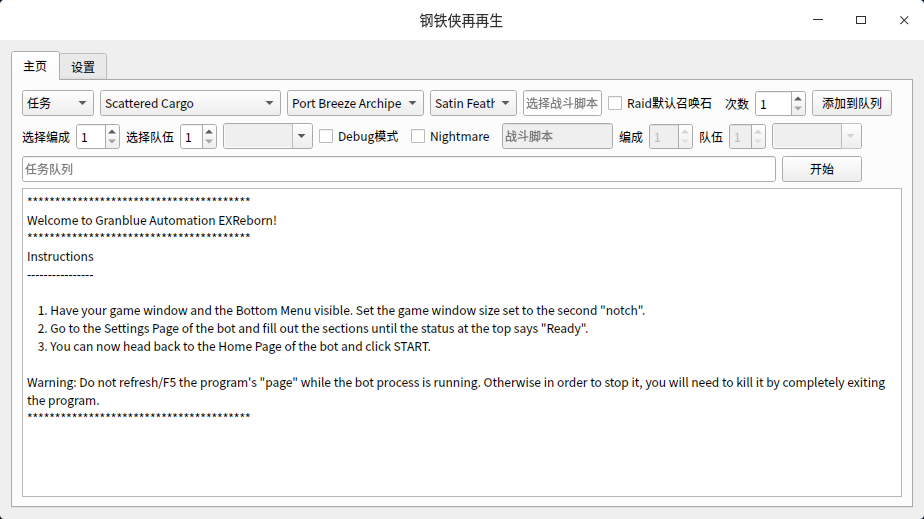 钢铁侠再再生
主页 设置
任务 Scattered Cargo Port Breeze Archipe Satin Feath 选择战斗脚本 Raid默认召唤石 次数 1 添加到队列
选择编成 1 选择队伍 1 Debug模式 Nightmare 战斗脚本 编成 1 队伍 1
任务队列 开始
****************************************
Welcome to Granblue Automation EXReborn!
****************************************
Instructions
----------------
1. Have your game window and the Bottom Menu visible. Set the game window size set to the second "notch".
2. Go to the Settings Page of the bot and fill out the sections until the status at the top says "Ready".
3. You can now head back to the Home Page of the bot and click START.
Warning: Do not refresh/F5 the program's "page" while the bot process is running. Otherwise in order to stop it, you will need to kill it by completely exiting
the program.
****************************************